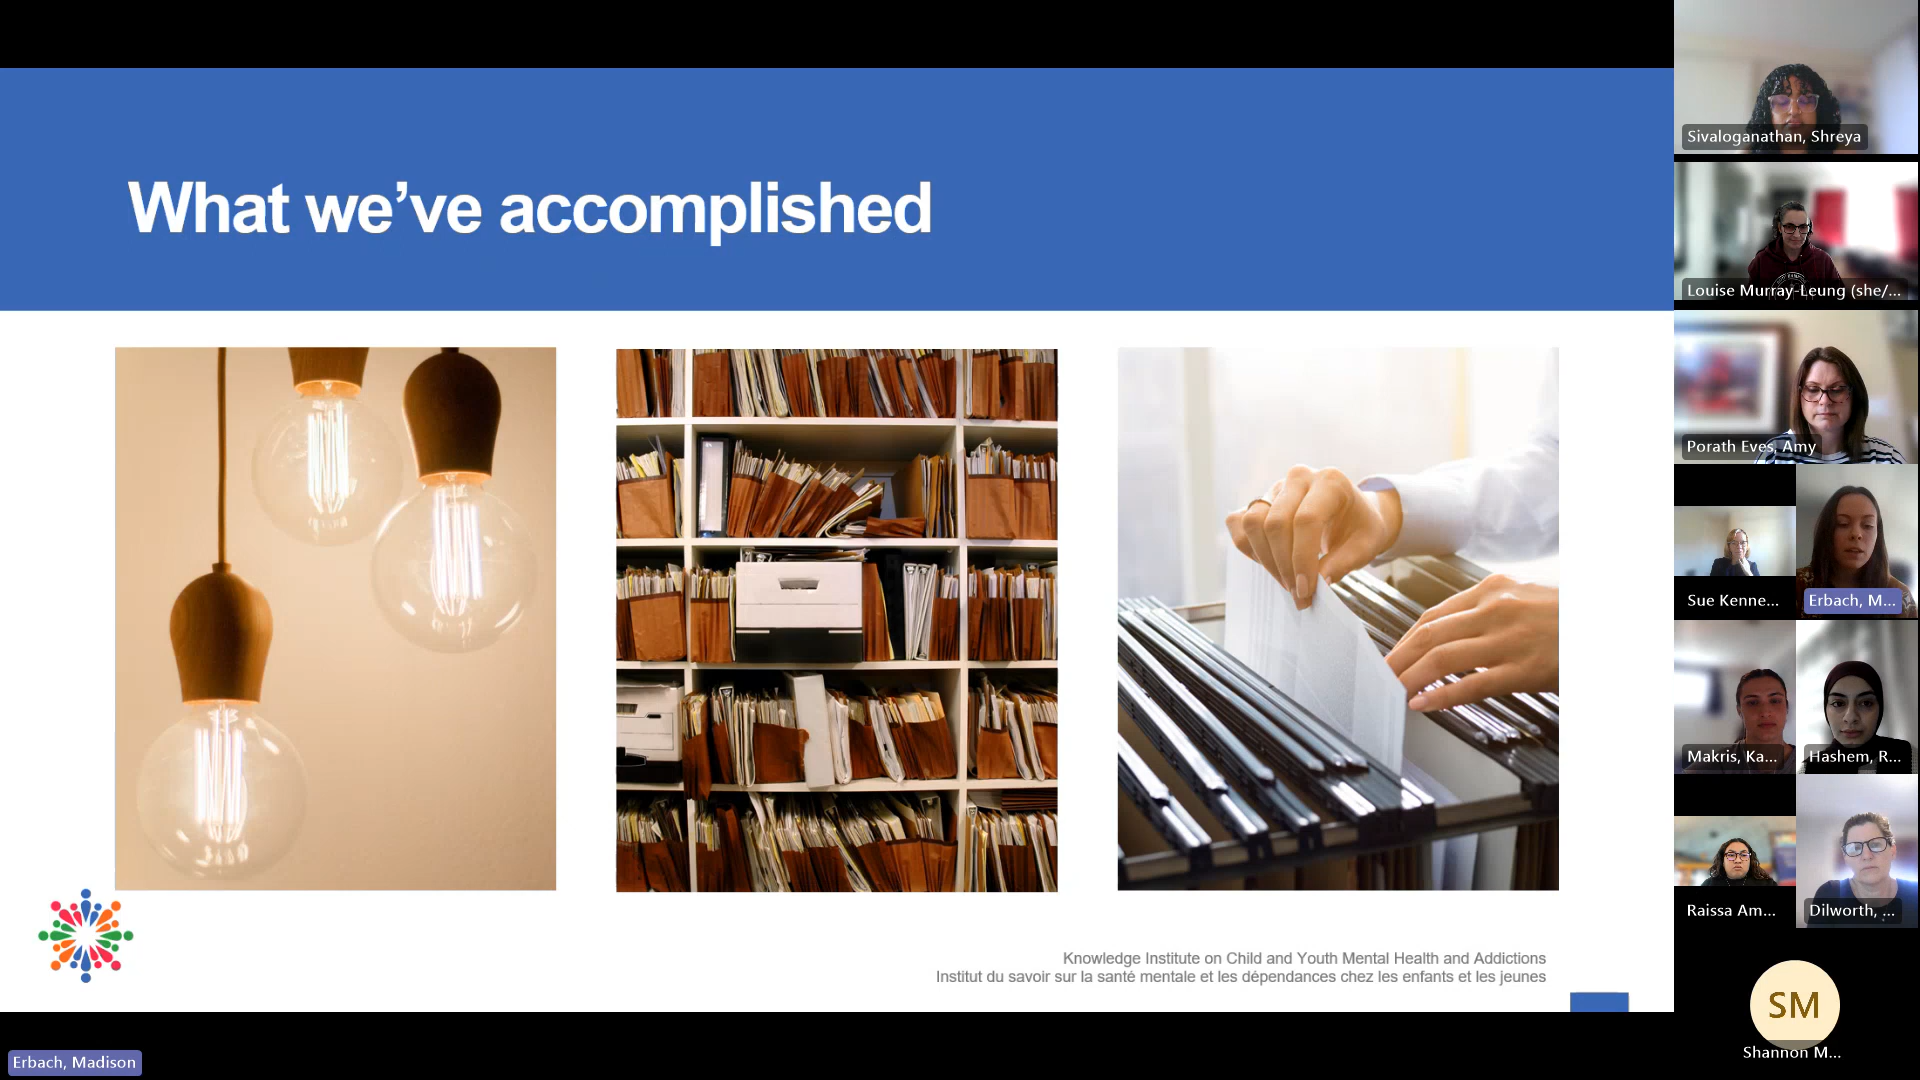 What we've accomplished
Knowledge Institute on Child and Youth Mental Health and Addictions
Institut du savoir sur la santé mentale et les dépendances chez les enfants et les jeunes
Sivaloganathan, Shreya
Louise Murray-Leung (she/...
Porath Eves, Amy
Sue Kenne...
Erbach, M...
Makris, Ka...
Hashem, R...
Raissa Am...
Dilworth, ...
SM
Shannon M...
Erbach, Madison